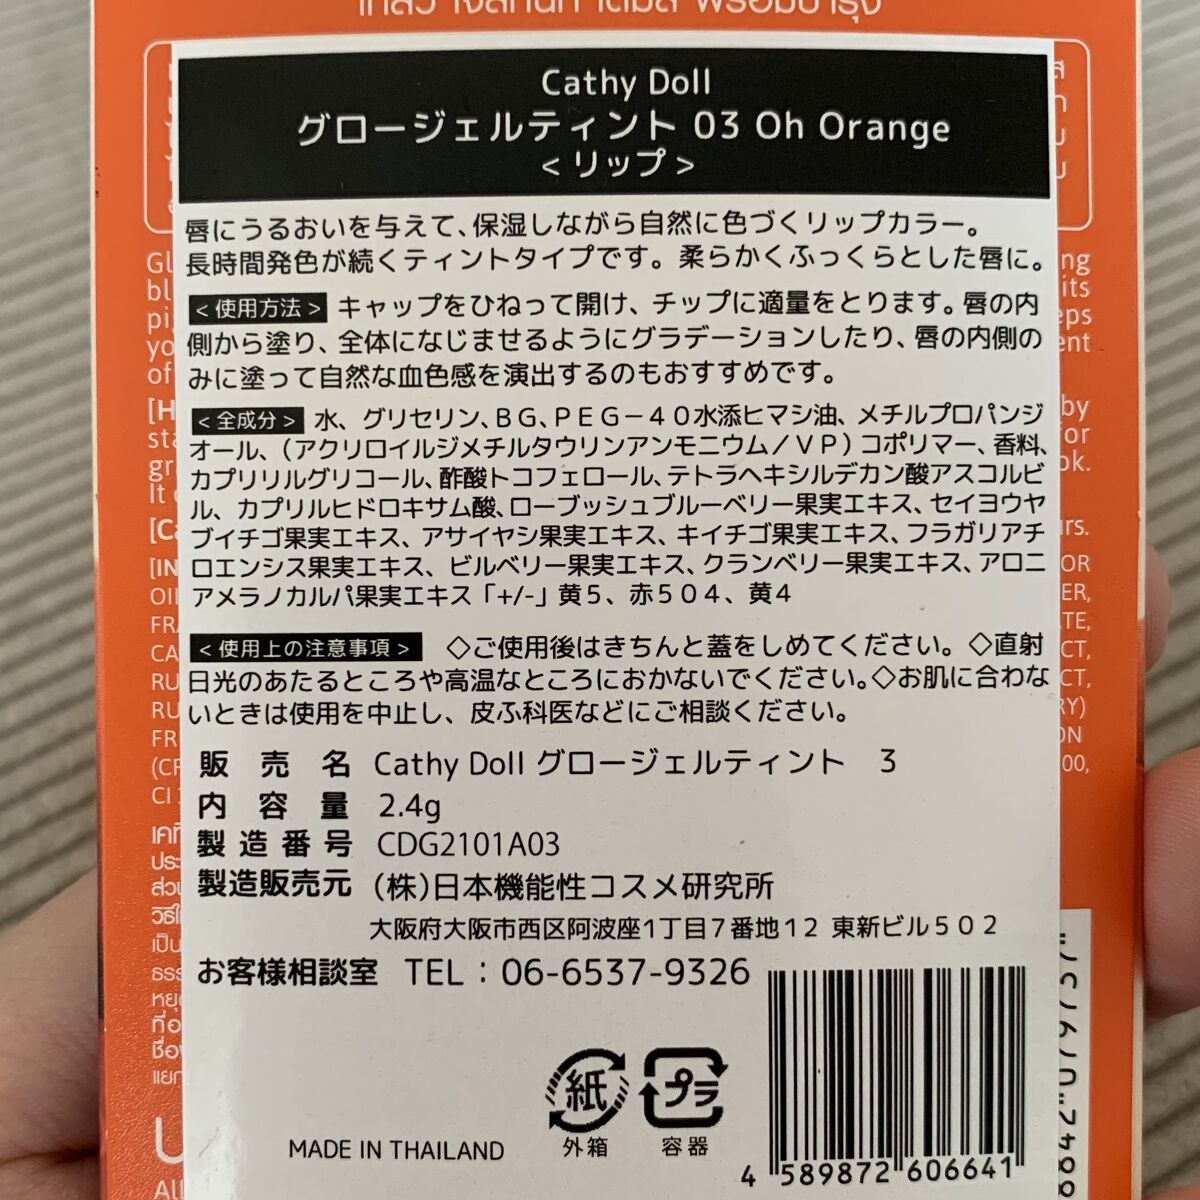 Cathy Doll
グロージェルティント 03 Oh Orange
<リップ>
唇にうるおいを与えて、保湿しながら自然に色づくリップカラー。
長時間発色が続くティントタイプです。柔らかくふっくらとした唇に。
<使用方法> キャップをひねって開け、チップに適量をとります。唇の内
側から塗り、全体になじませるようにグラデーションしたり、唇の内側の
みに塗って自然な血色感を演出するのもおすすめです。
<全成分> 水、グリセリン、BG、PEG－40水添ヒマシ油、メチルプロパンジ
オール、(アクリロイルジメチルタウリンアンモニウム／VP)コポリマー、香料、
カプリリルグリコール、酢酸トコフェロール、テトラヘキシルデカン酸アスコルビ
ル、カプリルヒドロキサム酸、ローブッシュブルーベリー果実エキス、セイヨウヤ
ブイチゴ果実エキス、アサイヤシ果実エキス、キイチゴ果実エキス、フラガリアチ
ロエンシス果実エキス、ビルベリー果実エキス、クランベリー果実エキス、アロニ
アメラノカルパ果実エキス「+/-」黄5、赤504、黄4
<使用上の注意事項> ◇ご使用後はきちんと蓋をしめてください。◇直射
日光のあたるところや高温なところにおかないでください。◇お肌に合わな
いときは使用を中止し、皮ふ科医などにご相談ください。
販売名 Cathy Doll グロージェルティント 3
内容量 2.4g
製造番号 CDG2101A03
製造販売元 (株)日本機能性コスメ研究所
大阪府大阪市西区阿波座1丁目7番地12 東新ビル502
お客様相談室 TEL：06-6537-9326
紙 プラ
MADE IN THAILAND 外箱 容器
4 589872 606641